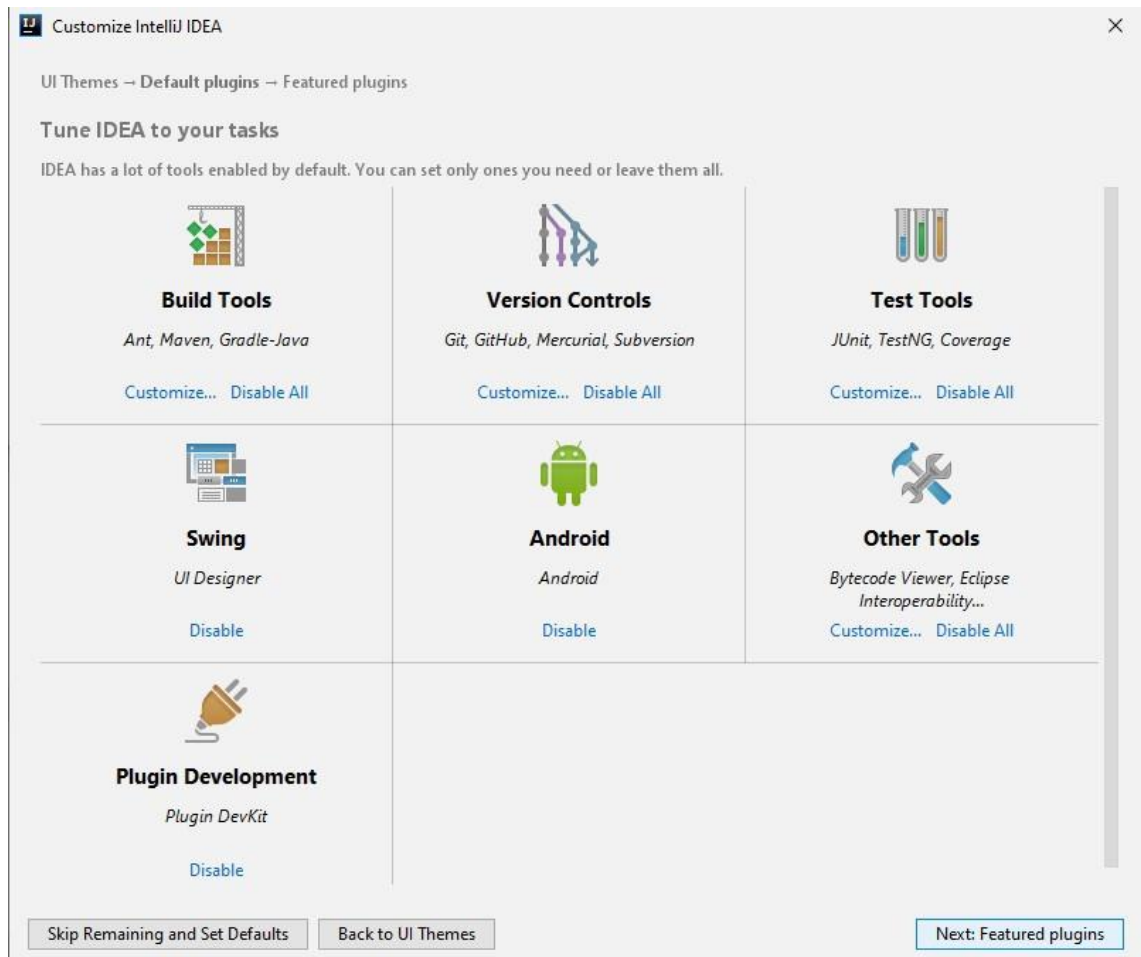 IJ
Customize IntelliJ IDEA
UI Themes → Default plugins → Featured plugins
Tune IDEA to your tasks
IDEA has a lot of tools enabled by default. You can set only ones you need or leave them all.
Build Tools
Ant, Maven, Gradle-Java
Customize... Disable All
Version Controls
Git, GitHub, Mercurial, Subversion
Customize... Disable All
Test Tools
JUnit, TestNG, Coverage
Customize... Disable All
Swing
UI Designer
Disable
Android
Android
Disable
Other Tools
Bytecode Viewer, Eclipse
Interoperability...
Customize... Disable All
Plugin Development
Plugin DevKit
Disable
Skip Remaining and Set Defaults
Back to UI Themes
Next: Featured plugins